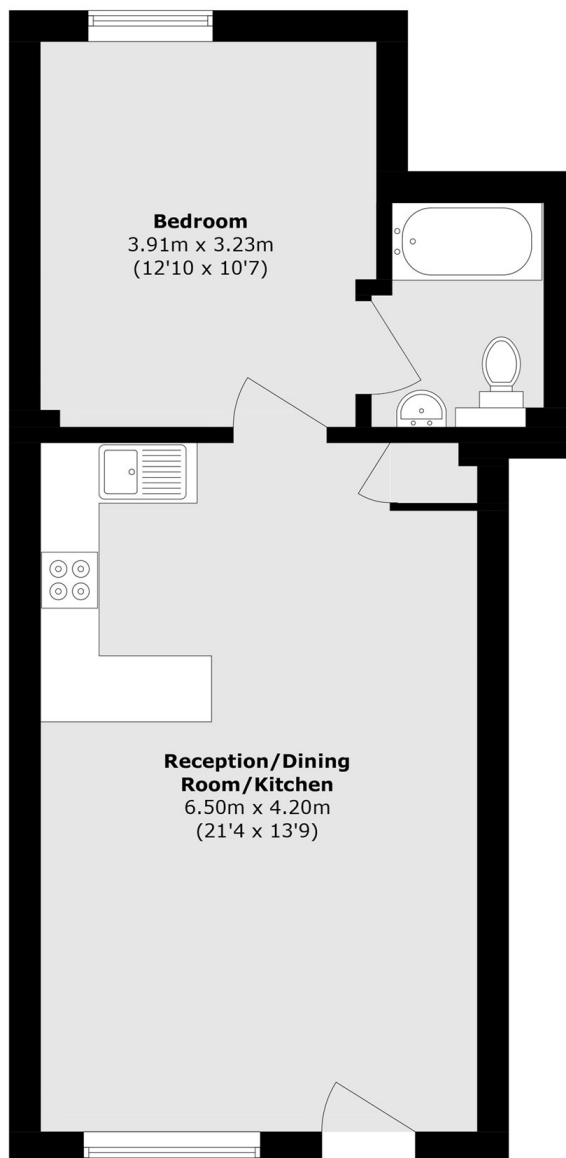 Bedroom
3.91m x 3.23m
(12'10 x 10'7)
Reception/Dining
Room/Kitchen
6.50m x 4.20m
(21'4 x 13'9)